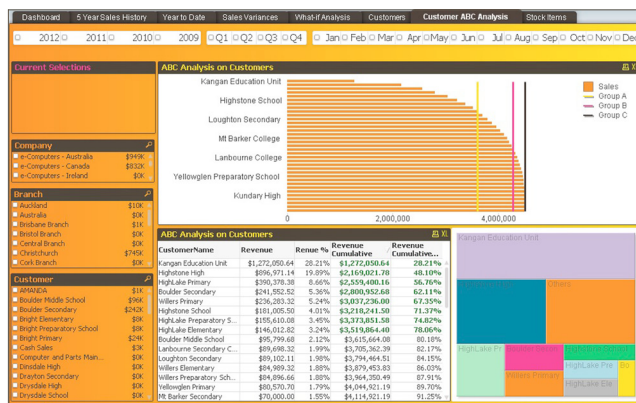 Dashboard 5 Year Sales History Year to Date Sales Variances What-if Analysis Customers Customer ABC Analysis Stock Items
2012 2011 2010 2009 Q1 Q2 Q3 Q4 Jan Feb Mar Apr May Jun Jul Aug Sep Oct Nov Dec
Current Selections
Company
e-Computers - Australia $949K
e-Computers - Canada $832K
e-Computers - Ireland $0K
Branch
Auckland $10K
Australia $0K
Brisbane Branch $1K
Bristol Branch $0K
Central Branch $0K
Christchurch $745K
Cork Branch $0K
Customer
AMANDA $1K
Boulder Middle School $96K
Boulder Secondary $242K
Bright Elementary $8K
Bright Preparatory School $8K
Bright Primary $24K
Cash Sales $3K
Computer and Parts Main... $0K
Dinsdale High $0K
Drayton Secondary $0K
Drysdale High $0K
Drysdale School $0K
ABC Analysis on Customers XL
Kangan Education Unit
Highstone School
Loughton Secondary
Mt Barker College
Lanbourne College
Yellowglen Preparatory School
Kundary High
0 2,000,000 4,000,000
Sales
Group A
Group B
Group C
ABC Analysis on Customers XL
CustomerName Revenue Renue % Revenue Cumulative Revenue Cumulative...
Kangan Education Unit $1,272,050.64 28.21% $1,272,050.64 28.21%
Highstone High $896,971.14 19.89% $2,169,021.78 48.10%
HighLake Primary $390,378.38 8.66% $2,559,400.16 56.76%
Boulder Secondary $241,552.52 5.36% $2,800,952.68 62.11%
Willers Primary $236,283.32 5.24% $3,037,236.00 67.35%
Highstone School $181,005.50 4.01% $3,218,241.50 71.37%
HighLake Preparatory S... $155,610.08 3.45% $3,373,851.58 74.82%
HighLake Elementary $146,012.82 3.24% $3,519,864.40 78.06%
Boulder Middle School $95,799.68 2.12% $3,615,664.08 80.18%
Lanbourne Secondary C... $89,698.32 1.99% $3,705,362.39 82.17%
Loughton Secondary $89,102.11 1.98% $3,794,464.51 84.15%
Willers Elementary $84,989.32 1.88% $3,879,453.83 86.03%
Willers Preparatory Sch... $84,896.66 1.88% $3,964,350.49 87.91%
Yellowglen Primary $80,570.70 1.79% $4,044,921.19 89.70%
Mt Barker Secondary $70,000.00 1.55% $4,114,921.19 91.25%
Kangan Education Unit
Others
HighLake Pr
Willers Primary
HighLake Pre
HighLake Ele
Bo